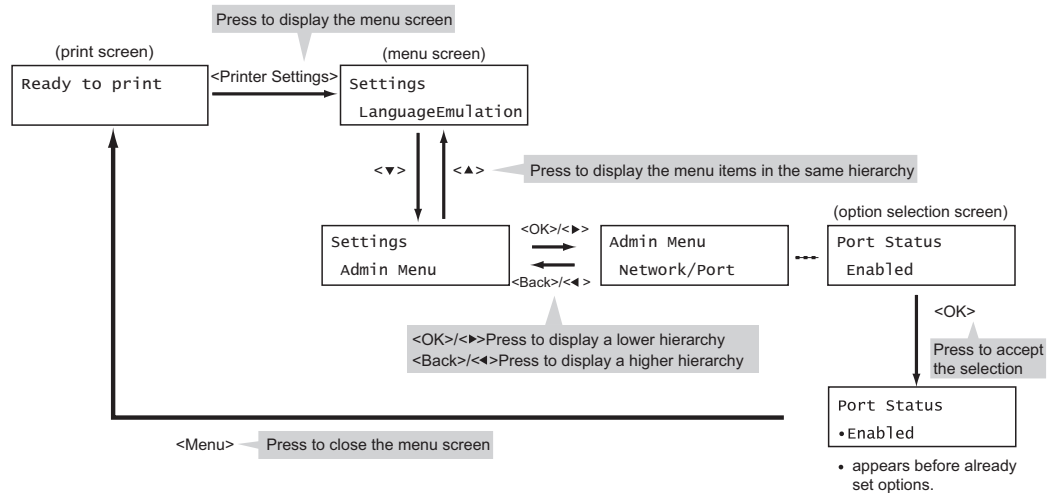 Press to display the menu screen
(print screen)
(menu screen)
Ready to print
<Printer Settings>
Settings
LanguageEmulation
<▼>
<▲>
Press to display the menu items in the same hierarchy
(option selection screen)
Settings
Admin Menu
<OK>/<►>
<Back>/<◄ >
Admin Menu
Network/Port
Port Status
Enabled
<OK>/<►>Press to display a lower hierarchy
<Back>/<◄>Press to display a higher hierarchy
<OK>
Press to accept
the selection
Port Status
•Enabled
<Menu>
Press to close the menu screen
• appears before already
set options.